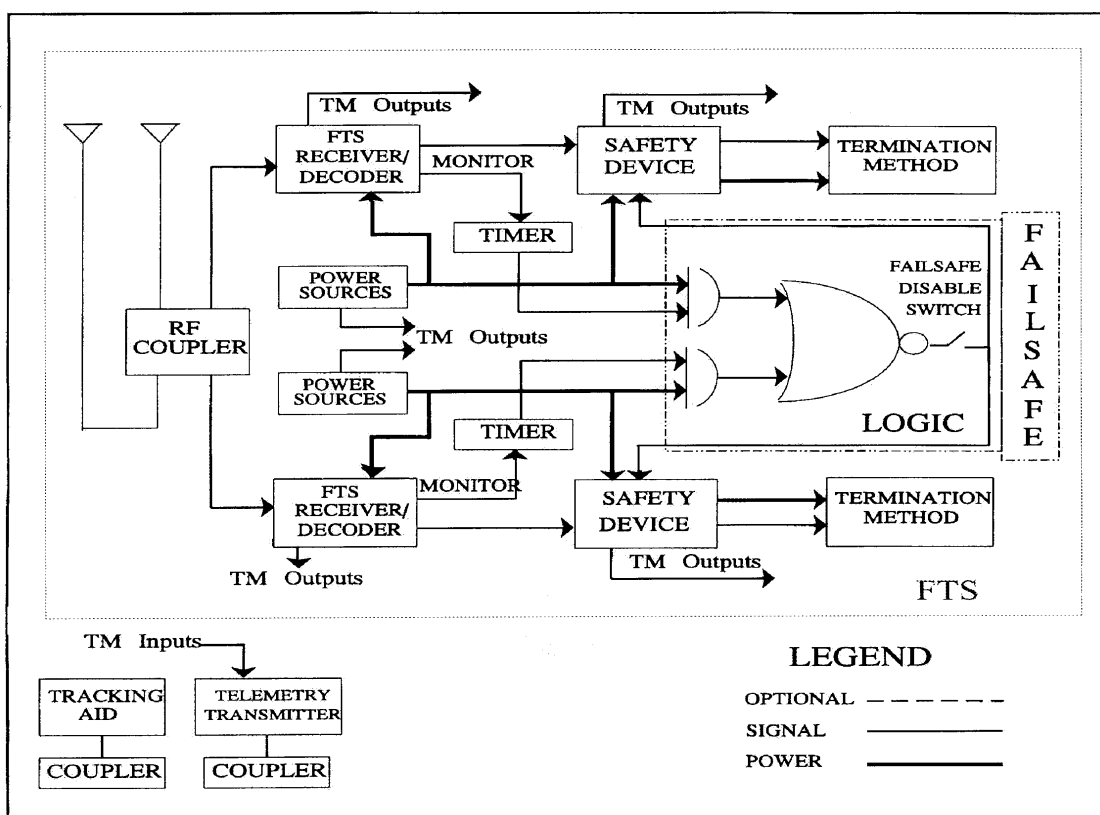 TM Outputs
TM Outputs
FTS
RECEIVER/
DECODER
MONITOR
SAFETY
DEVICE
TERMINATION
METHOD
TIMER
POWER
SOURCES
FAILSAFE
DISABLE
SWITCH
FAILSAFE
RF
COUPLER
TM Outputs
POWER
SOURCES
LOGIC
TIMER
FTS
RECEIVER/
DECODER
MONITOR
SAFETY
DEVICE
TERMINATION
METHOD
TM Outputs
TM Outputs
FTS
TM Inputs
TRACKING
AID
TELEMETRY
TRANSMITTER
COUPLER
COUPLER
LEGEND
OPTIONAL
SIGNAL
POWER